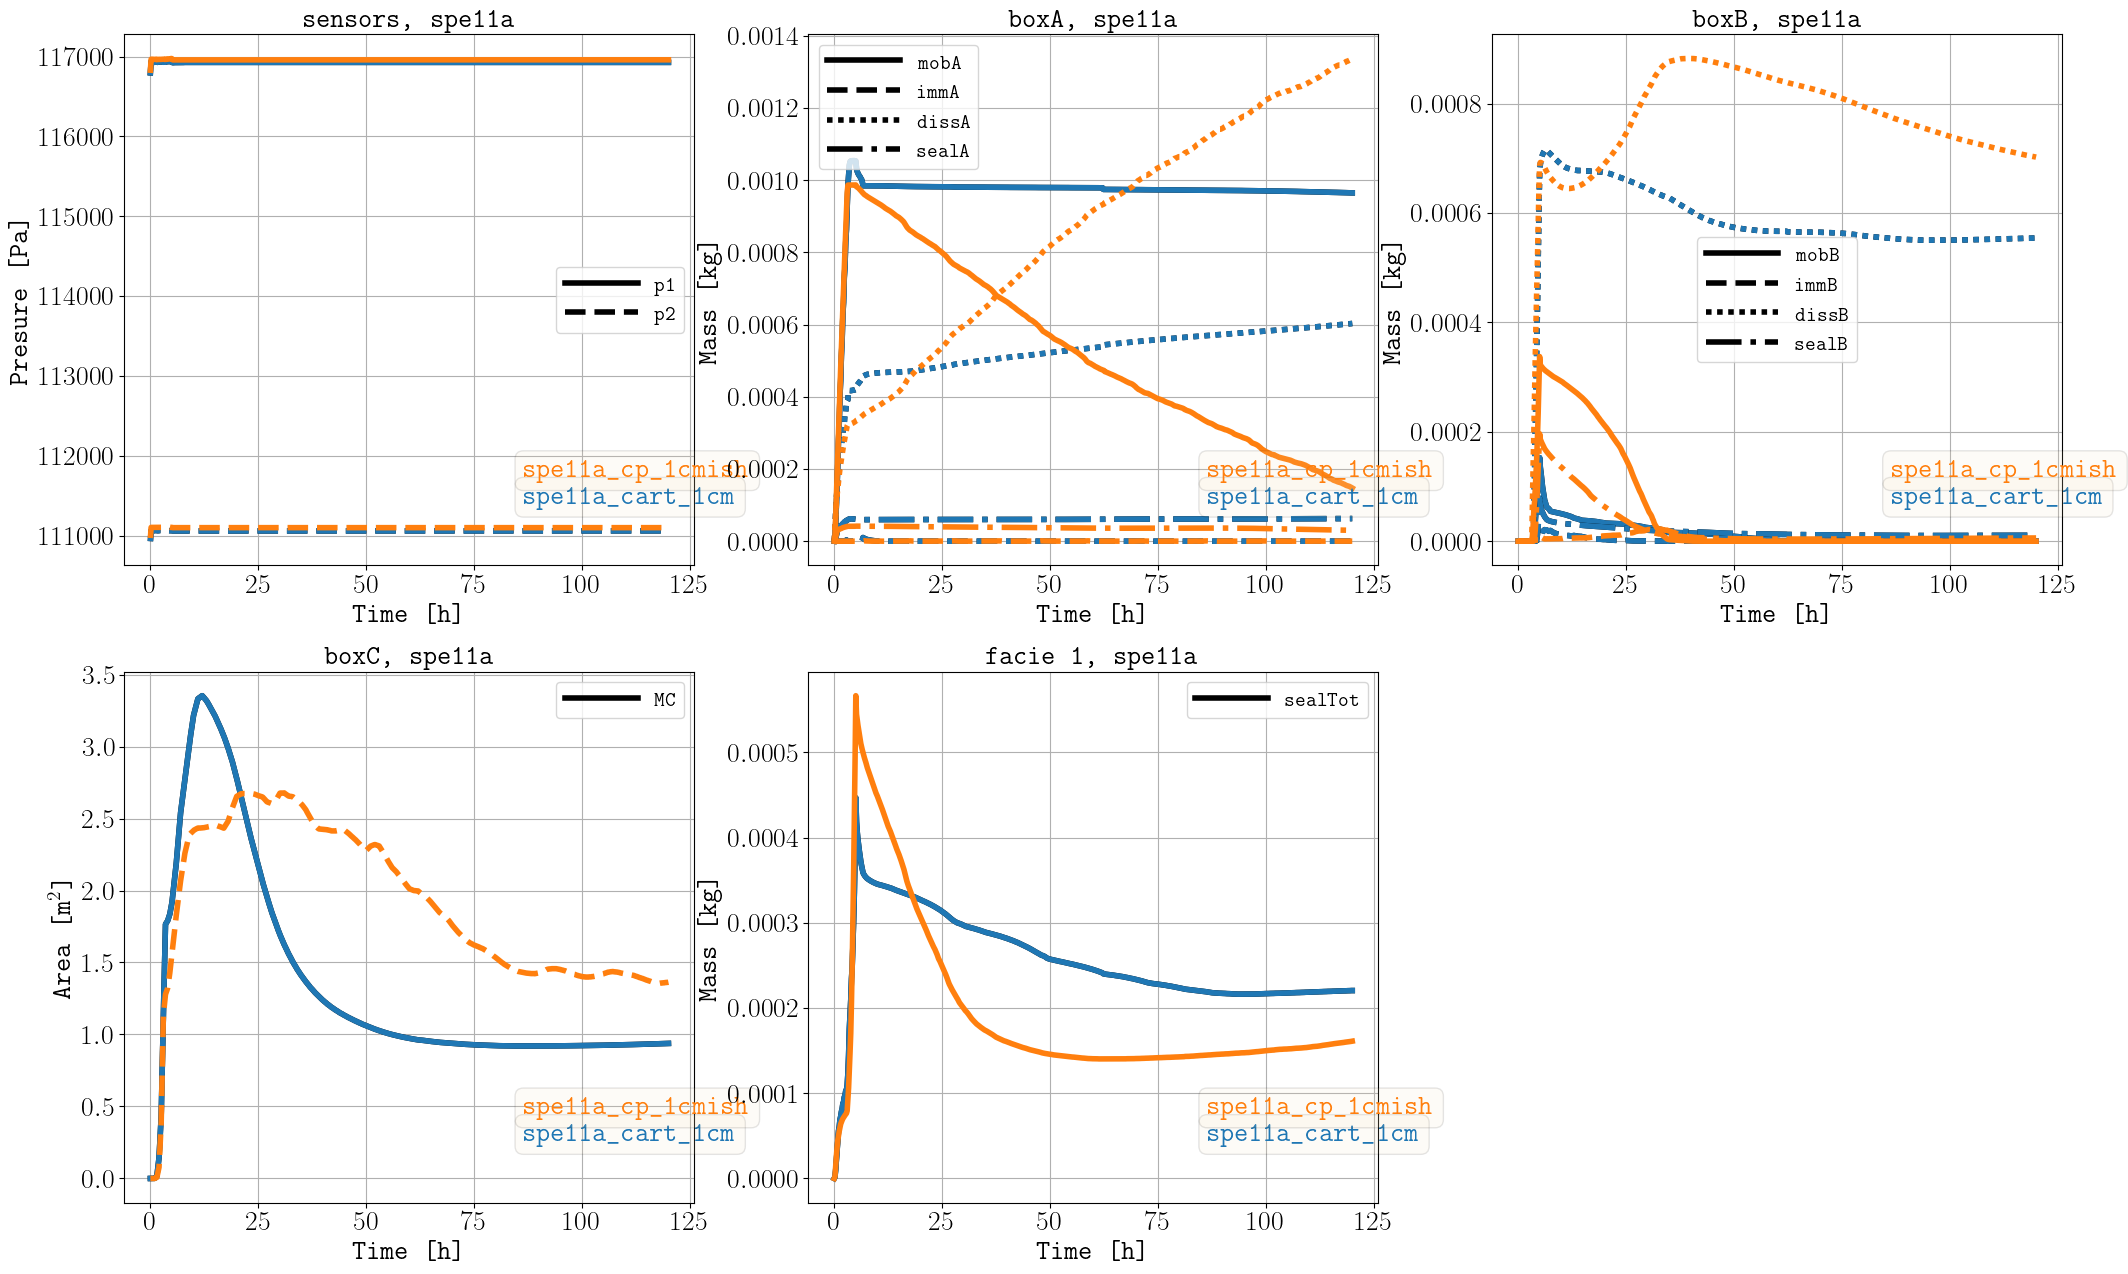 sensors, spe11a
117000
116000
115000
114000
113000
112000
111000
Presure [Pa]
p1
p2
spe11a_cp_1cmish
spe11a_cart_1cm
0 25 50 75 100 125
Time [h]
boxA, spe11a
0.0014
0.0012
0.0010
0.0008
0.0006
0.0004
0.0002
0.0000
Mass [kg]
mobA
immA
dissA
sealA
spe11a_cp_1cmish
spe11a_cart_1cm
0 25 50 75 100 125
Time [h]
boxB, spe11a
0.0008
0.0006
0.0004
0.0002
0.0000
Mass [kg]
mobB
immB
dissB
sealB
spe11a_cp_1cmish
spe11a_cart_1cm
0 25 50 75 100 125
Time [h]
boxC, spe11a
3.5
3.0
2.5
2.0
1.5
1.0
0.5
0.0
Area [m²]
MC
spe11a_cp_1cmish
spe11a_cart_1cm
0 25 50 75 100 125
Time [h]
facie 1, spe11a
0.0005
0.0004
0.0003
0.0002
0.0001
0.0000
Mass [kg]
sealTot
spe11a_cp_1cmish
spe11a_cart_1cm
0 25 50 75 100 125
Time [h]